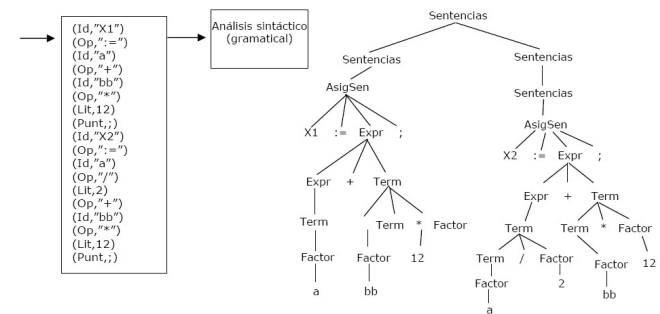 (Id,"X1")
(Op,":=")
(Id,"a")
(Op,"+")
(Id,"bb")
(Op,"*")
(Lit,12)
(Punt,;)
(Id,"X2")
(Op,":=")
(Id,"a")
(Op,"/")
(Lit,2)
(Op,"+")
(Id,"bb")
(Op,"*")
(Lit,12)
(Punt,;)
Análisis sintáctico
(gramatical)
Sentencias
Sentencias
AsigSen
X1 := Expr ;
Expr + Term
Term Term * Factor
Factor Factor 12
a bb
Sentencias
Sentencias
AsigSen
X2 := Expr ;
Expr + Term
Term Term * Factor
Term / Factor Factor 12
Factor 2 bb
a